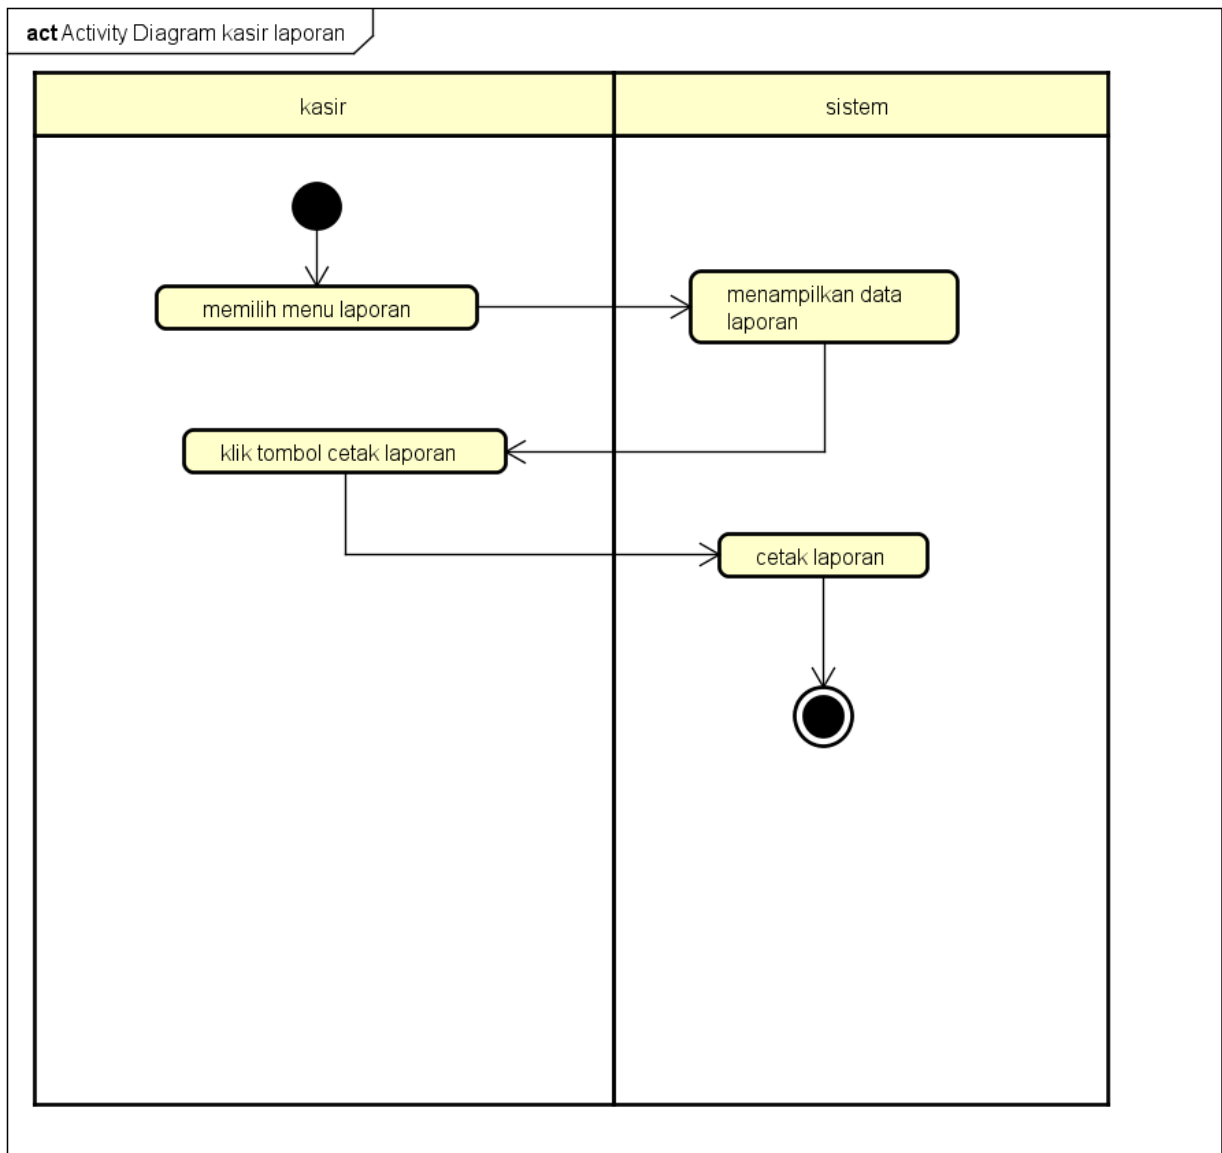 act Activity Diagram kasir laporan
kasir
sistem
memilih menu laporan
menampilkan data
laporan
klik tombol cetak laporan
cetak laporan